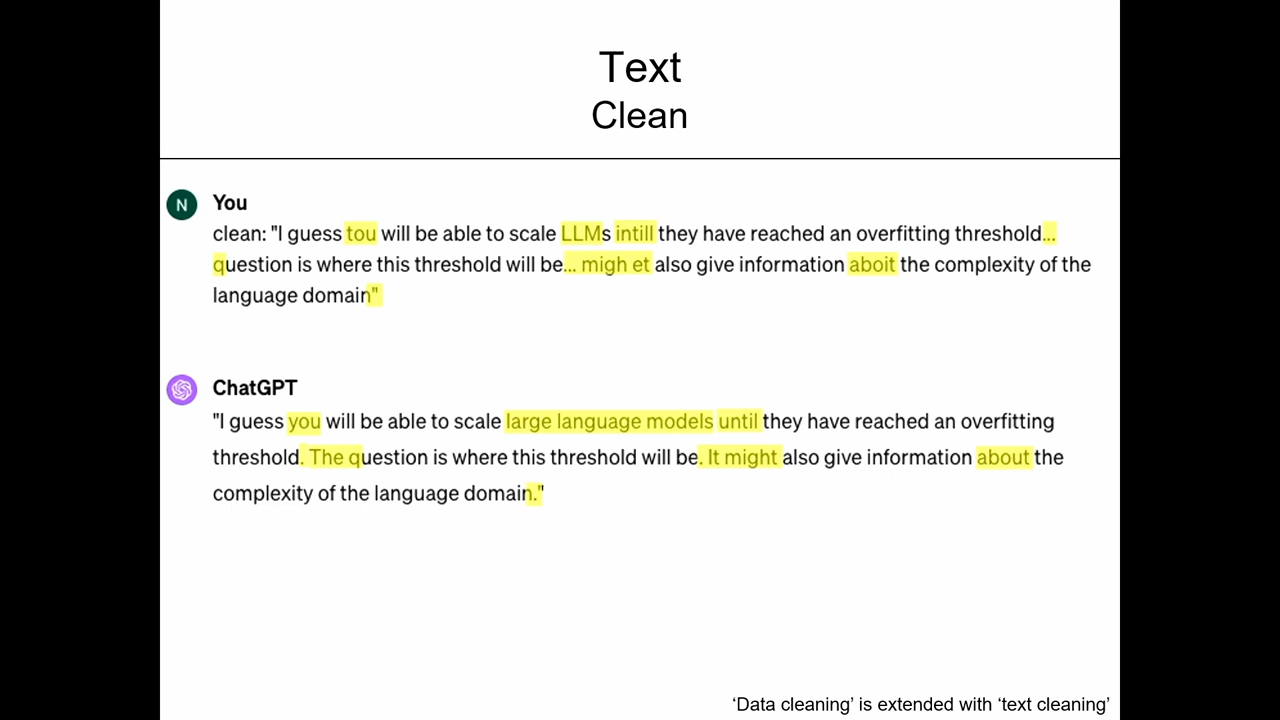 Text
Clean
N
You
clean: "I guess tou will be able to scale LLMs intill they have reached an overfitting threshold...
question is where this threshold will be... migh et also give information aboit the complexity of the
language domain"
ChatGPT
"I guess you will be able to scale large language models until they have reached an overfitting
threshold. The question is where this threshold will be. It might also give information about the
complexity of the language domain."
‘Data cleaning’ is extended with ‘text cleaning’